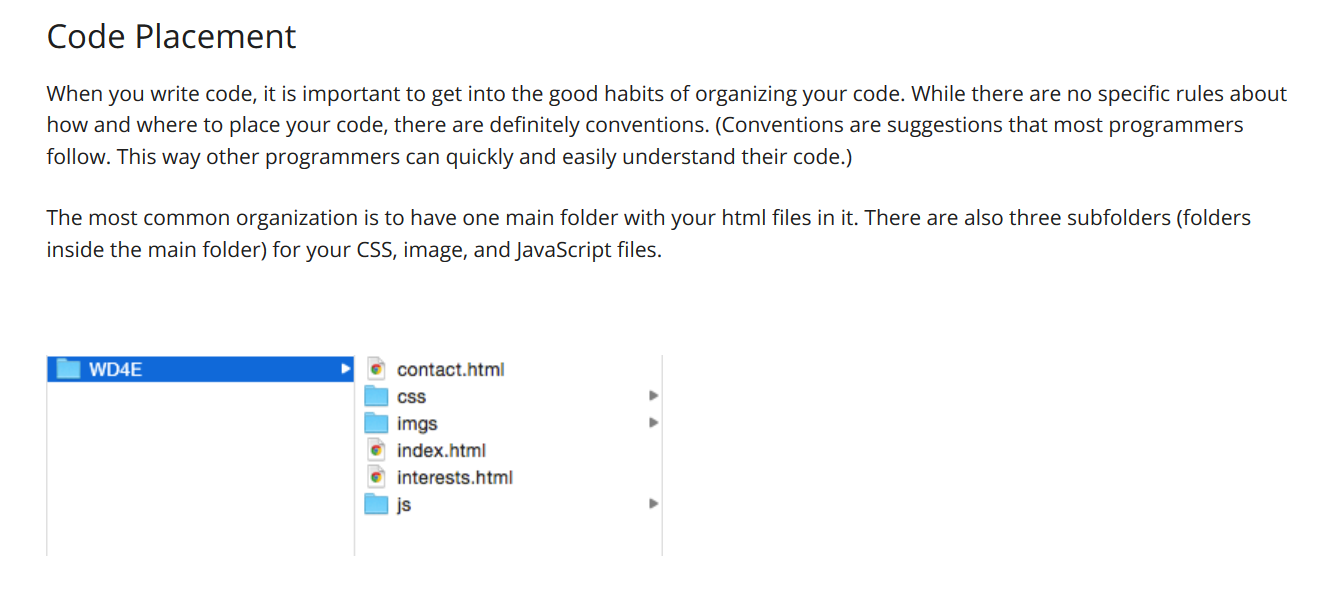 Code Placement
When you write code, it is important to get into the good habits of organizing your code. While there are no specific rules about
how and where to place your code, there are definitely conventions. (Conventions are suggestions that most programmers
follow. This way other programmers can quickly and easily understand their code.)
The most common organization is to have one main folder with your html files in it. There are also three subfolders (folders
inside the main folder) for your CSS, image, and JavaScript files.
WD4E
contact.html
css
imgs
index.html
interests.html
js